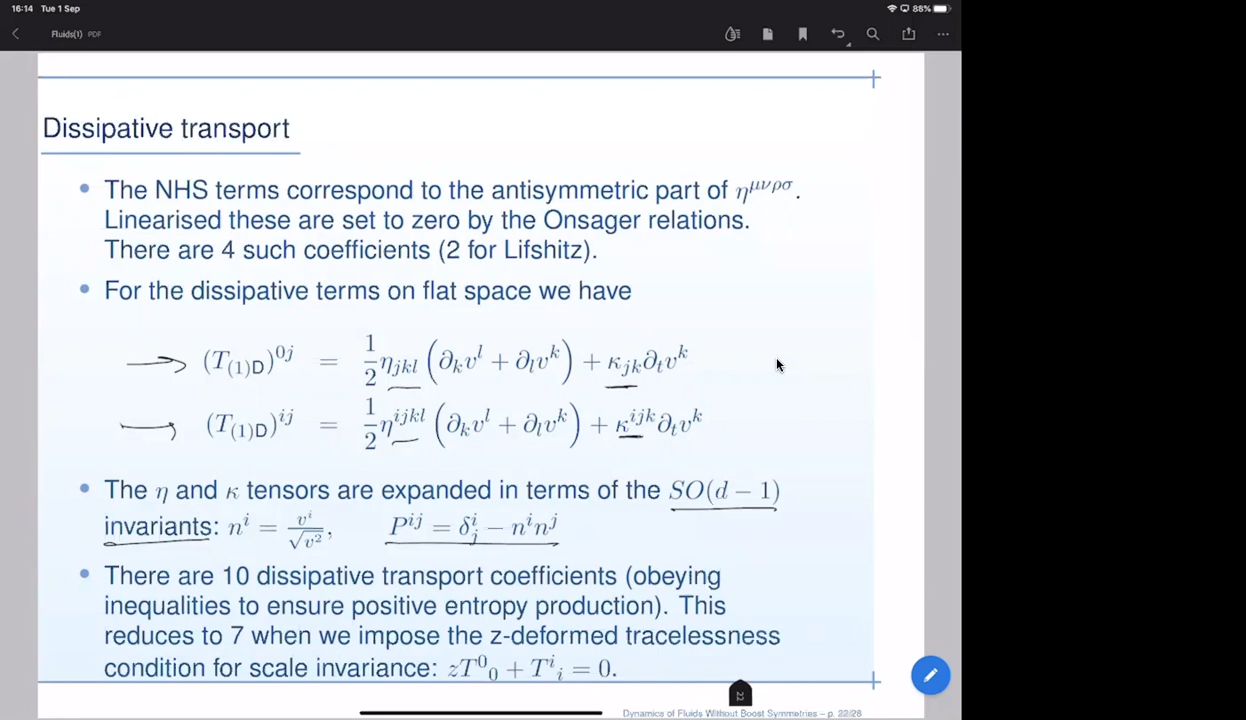 16:14 Tue 1 Sep
88%
Fluids(1) PDF
Dissipative transport
• The NHS terms correspond to the antisymmetric part of η^{μνρσ}.
Linearised these are set to zero by the Onsager relations.
There are 4 such coefficients (2 for Lifshitz).
• For the dissipative terms on flat space we have
(T_{(1)D})^{0j} = \frac{1}{2} η_{jkl} (∂_k v^l + ∂_l v^k) + κ_{jk} ∂_t v^k
(T_{(1)D})^{ij} = \frac{1}{2} η^{ijkl} (∂_k v^l + ∂_l v^k) + κ^{ijk} ∂_t v^k
• The η and κ tensors are expanded in terms of the SO(d − 1)
invariants: n^i = \frac{v^i}{\sqrt{v^2}}, P^{ij} = δ^i_j − n^i n^j
• There are 10 dissipative transport coefficients (obeying
inequalities to ensure positive entropy production). This
reduces to 7 when we impose the z-deformed tracelessness
condition for scale invariance: zT^0_0 + T^i_i = 0.
22
Dynamics of Fluids Without Boost Symmetries – p. 22/28